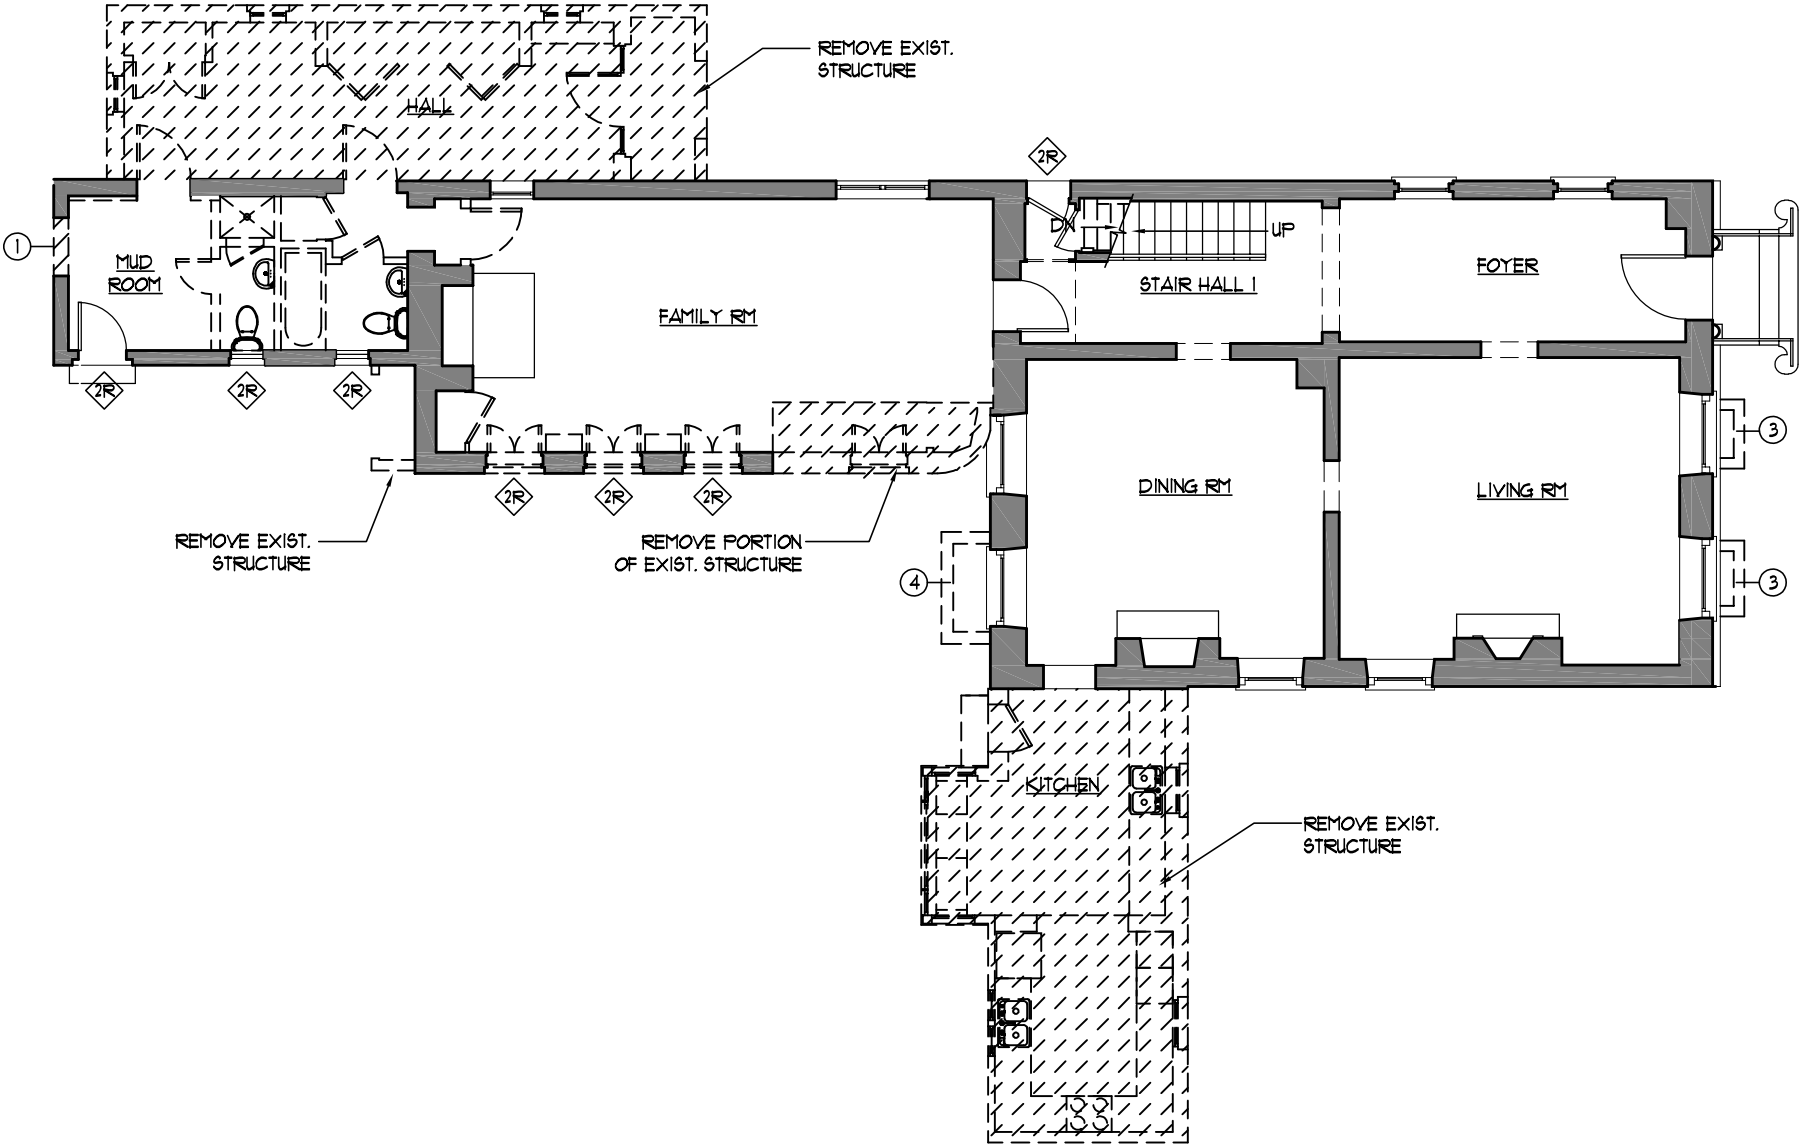 REMOVE EXIST.
STRUCTURE
HALL
2R
1
MUD
ROOM
DN
UP
FOYER
STAIR HALL 1
FAMILY RM
2R
2R
2R
3
DINING RM
LIVING RM
2R
2R
2R
REMOVE EXIST.
STRUCTURE
REMOVE PORTION
OF EXIST. STRUCTURE
4
3
KITCHEN
REMOVE EXIST.
STRUCTURE